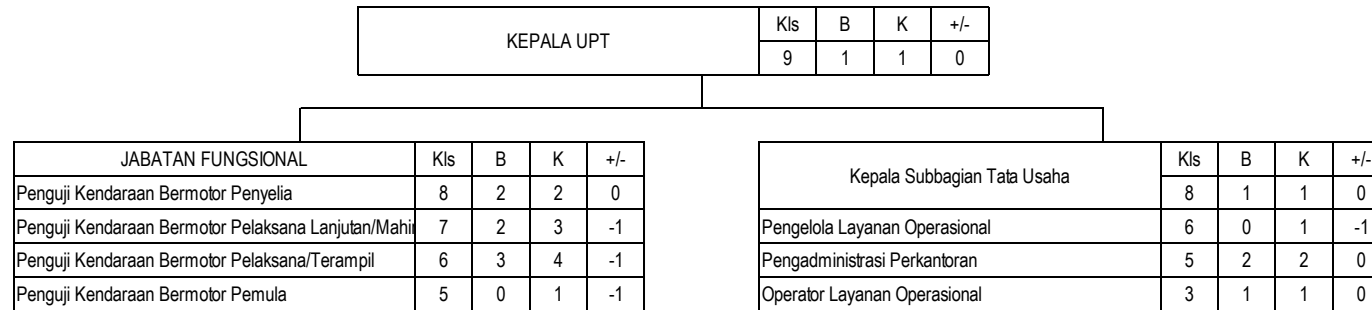 KEPALA UPT Kls B K +/-
9 1 1 0
JABATAN FUNGSIONAL Kls B K +/-
Penguji Kendaraan Bermotor Penyelia 8 2 2 0
Penguji Kendaraan Bermotor Pelaksana Lanjutan/Mahir 7 2 3 -1
Penguji Kendaraan Bermotor Pelaksana/Terampil 6 3 4 -1
Penguji Kendaraan Bermotor Pemula 5 0 1 -1
Kepala Subbagian Tata Usaha Kls B K +/-
8 1 1 0
Pengelola Layanan Operasional 6 0 1 -1
Pengadministrasi Perkantoran 5 2 2 0
Operator Layanan Operasional 3 1 1 0